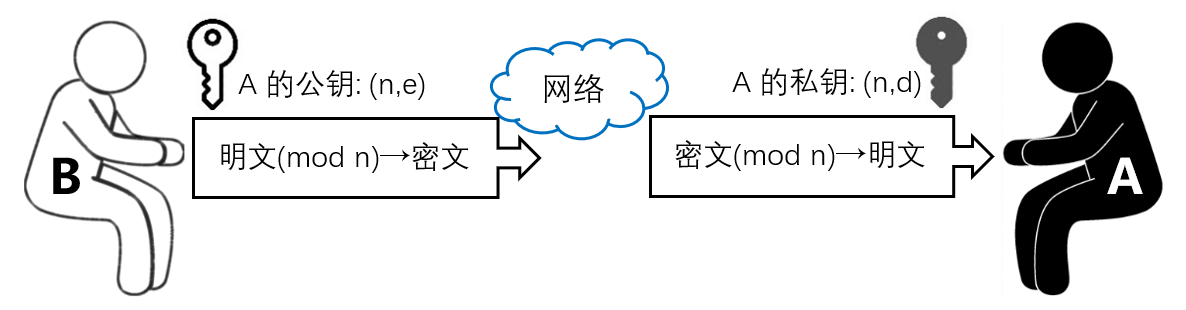 A 的公钥: (n,e)
网络
A 的私钥: (n,d)
明文(mod n)→密文
密文(mod n)→明文
B
A